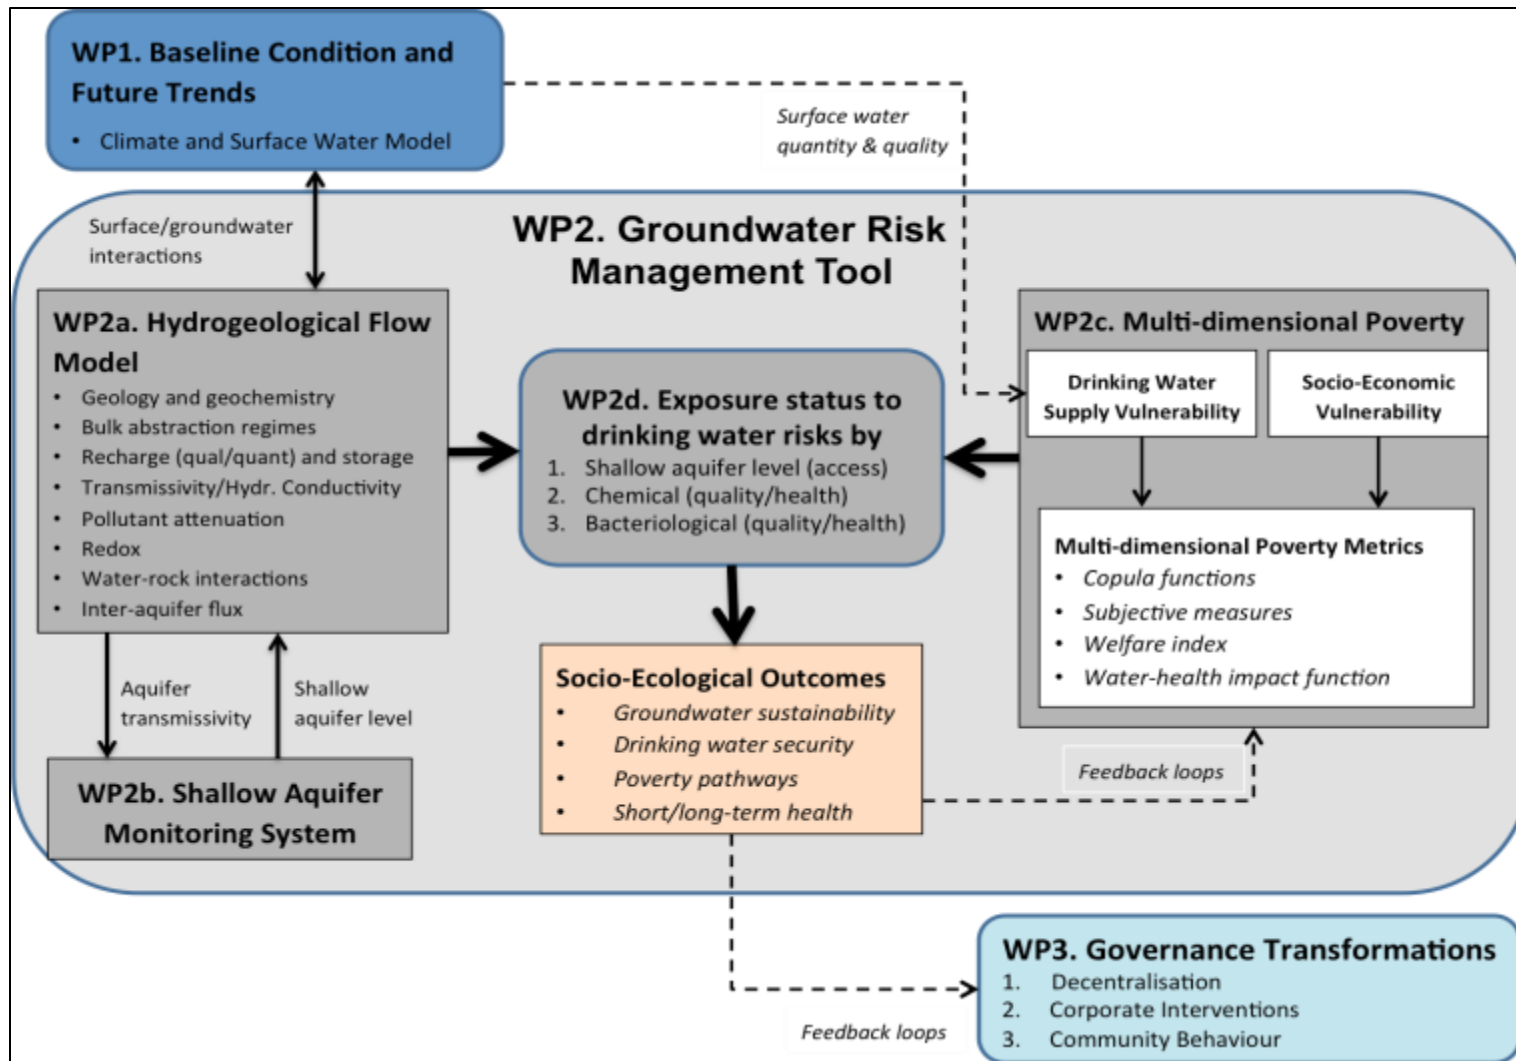 WP1. Baseline Condition and
Future Trends
• Climate and Surface Water Model
Surface water
quantity & quality
Surface/groundwater
interactions
WP2. Groundwater Risk
Management Tool
WP2a. Hydrogeological Flow
Model
• Geology and geochemistry
• Bulk abstraction regimes
• Recharge (qual/quant) and storage
• Transmissivity/Hydr. Conductivity
• Pollutant attenuation
• Redox
• Water-rock interactions
• Inter-aquifer flux
Aquifer
transmissivity
Shallow
aquifer level
WP2b. Shallow Aquifer
Monitoring System
WP2d. Exposure status to
drinking water risks by
1. Shallow aquifer level (access)
2. Chemical (quality/health)
3. Bacteriological (quality/health)
Socio-Ecological Outcomes
• Groundwater sustainability
• Drinking water security
• Poverty pathways
• Short/long-term health
WP2c. Multi-dimensional Poverty
Drinking Water
Supply Vulnerability
Socio-Economic
Vulnerability
Multi-dimensional Poverty Metrics
• Copula functions
• Subjective measures
• Welfare index
• Water-health impact function
Feedback loops
WP3. Governance Transformations
1. Decentralisation
2. Corporate Interventions
3. Community Behaviour
Feedback loops